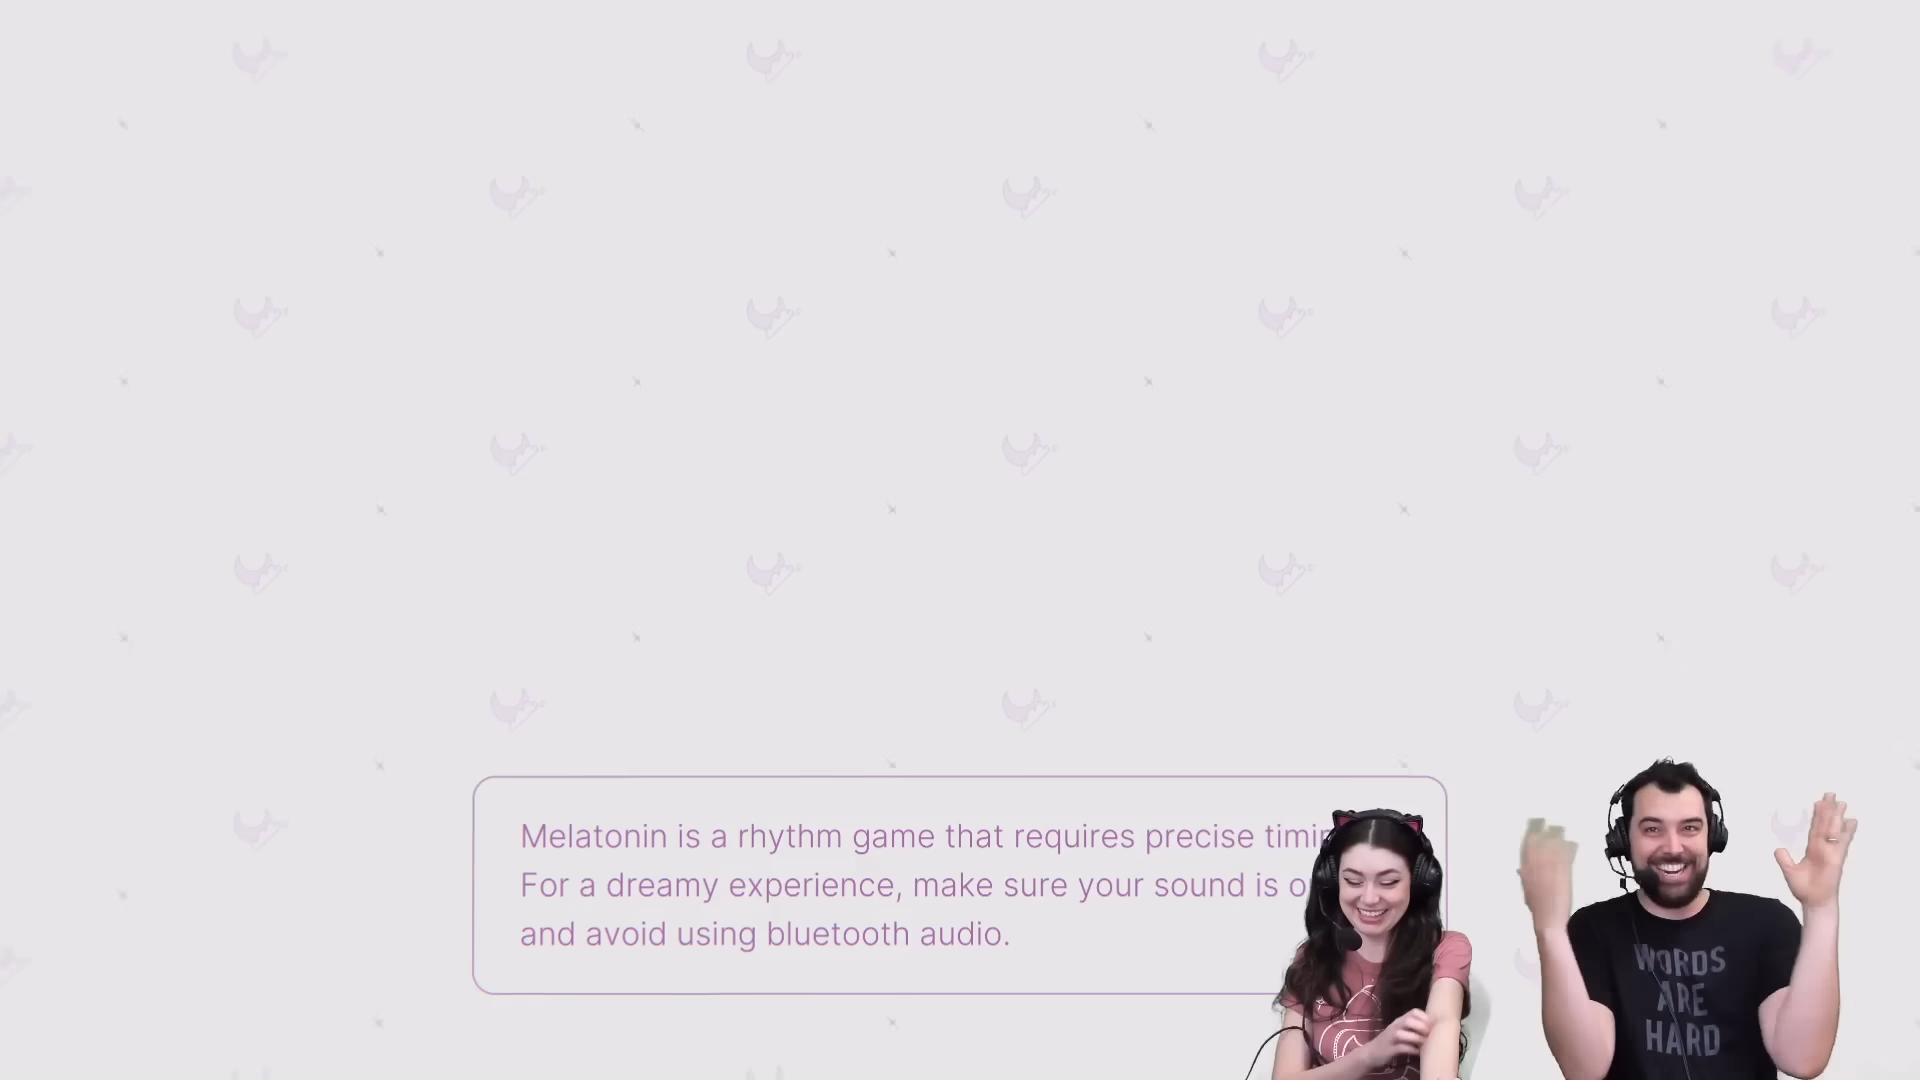 Melatonin is a rhythm game that requires precise
For a dreamy experience, make sure your sound is
and avoid using bluetooth audio.
WORDS
ARE
HARD